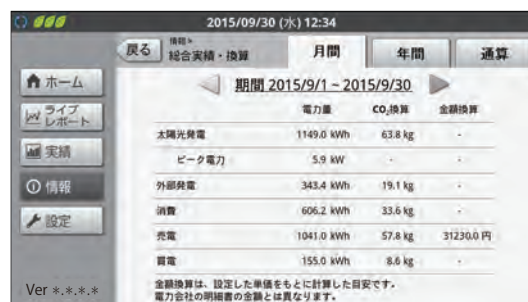 2015/09/30 (水) 12:34
戻る
情報▶
総合実績・換算
月間
年間
通算
ホーム
ライブ
レポート
実績
情報
設定
Ver *.*.*.*
期間 2015/9/1 ~ 2015/9/30
電力量 CO₂換算 金額換算
太陽光発電 1149.0 kWh 63.8 kg -
ピーク電力 5.9 kW - -
外部発電 343.4 kWh 19.1 kg -
消費 606.2 kWh 33.6 kg -
売電 1041.0 kWh 57.8 kg 31230.0 円
買電 155.0 kWh 8.6 kg -
金額換算は、設定した単価をもとに計算した目安です。
電力会社の明細書の金額とは異なります。